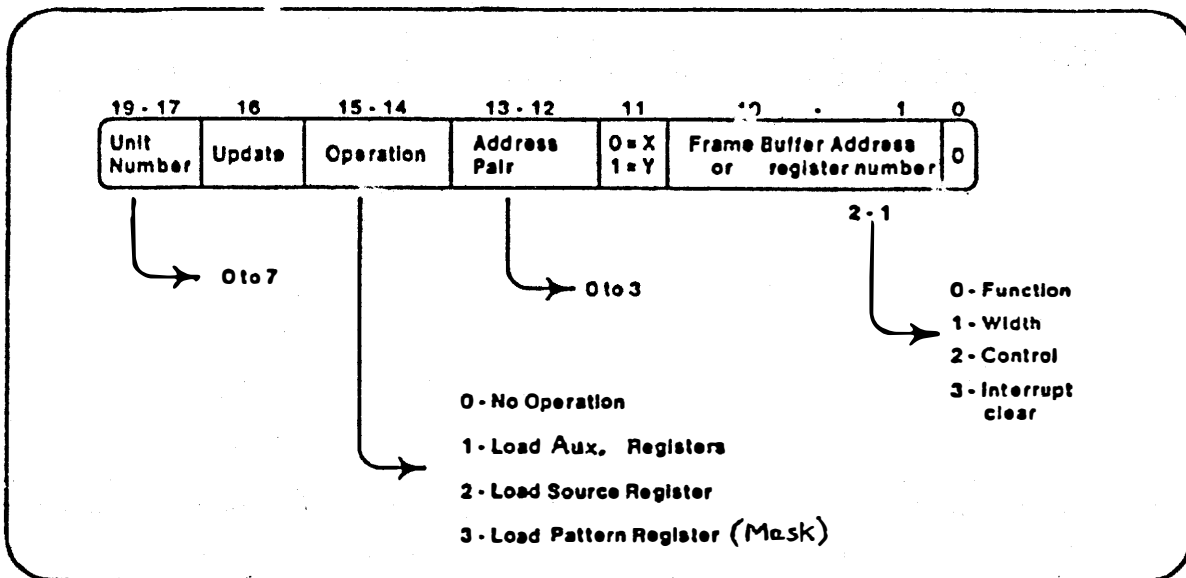 19 - 17 16 15 - 14 13 - 12 11 10 - 1 0
Unit Number Update Operation Address Pair 0 = X 1 = Y Frame Buffer Address or register number 0
2 - 1
0 to 7
0 to 3
0 - Function
1 - Width
2 - Control
3 - Interrupt clear
0 - No Operation
1 - Load Aux. Registers
2 - Load Source Register
3 - Load Pattern Register (Mask)